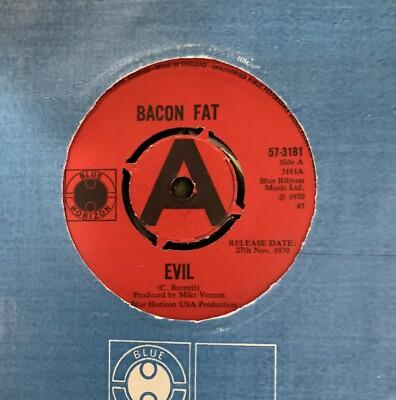 MADE IN ENGLAND
BACON FAT
A
57-3181
Side A
3181A
Blue Ribbon
Music Ltd.
℗ 1970
45
BLUE
HORIZON
RELEASE DATE:
27th Nov. 1970
EVIL
(C. Burnett)
Produced by Mike Vernon
Blue Horizon USA Production
BLUE